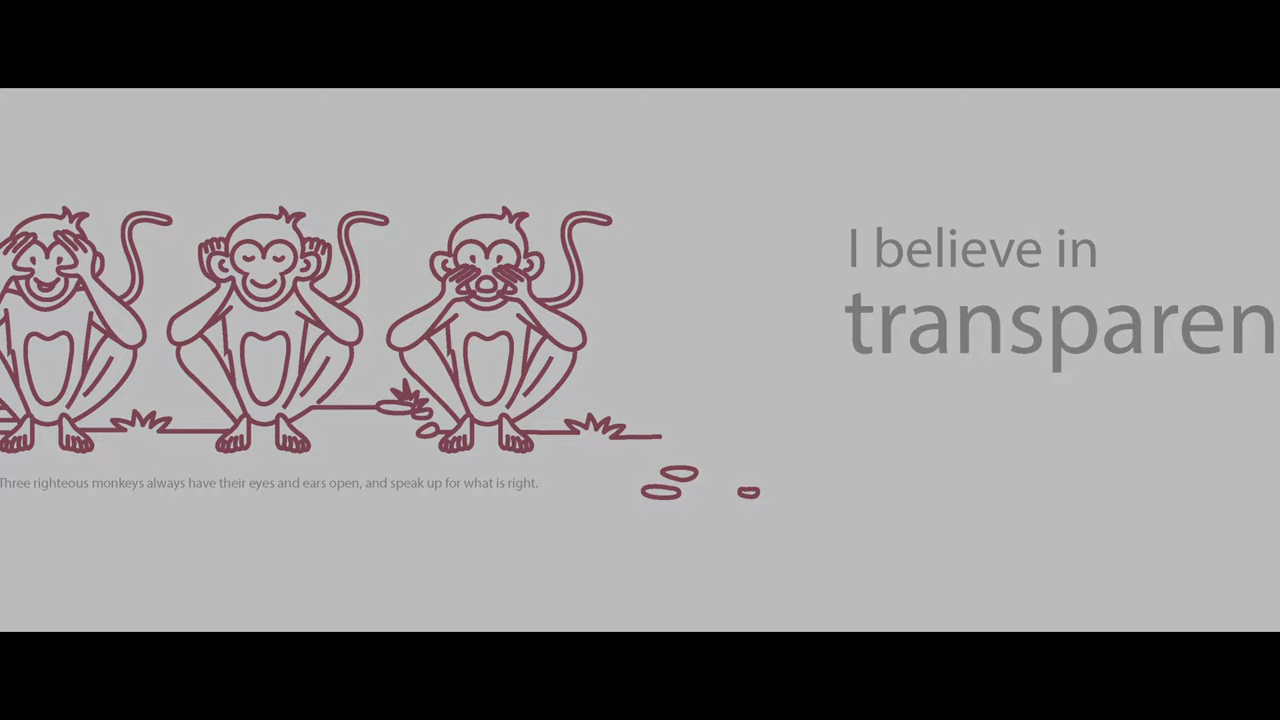 I believe in
transparen
Three righteous monkeys always have their eyes and ears open, and speak up for what is right.